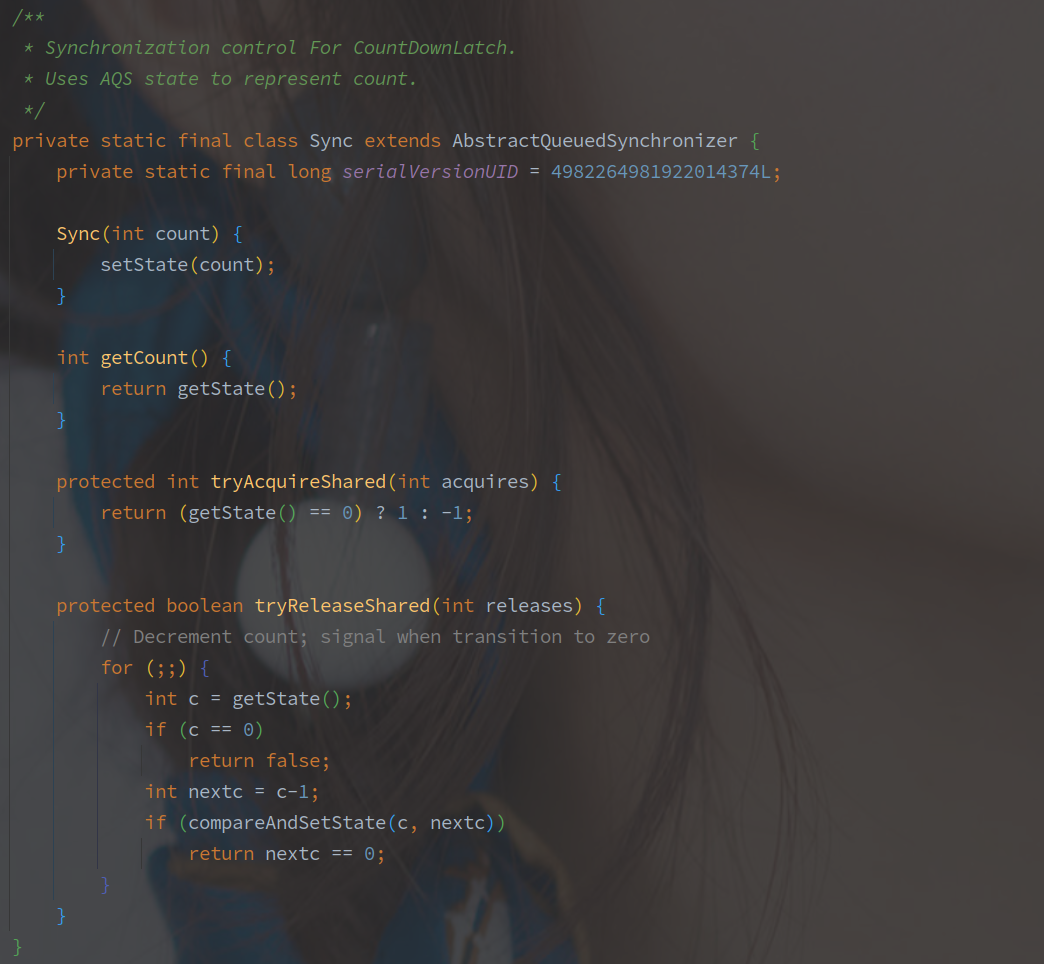 /**
 * Synchronization control For CountDownLatch.
 * Uses AQS state to represent count.
 */
private static final class Sync extends AbstractQueuedSynchronizer {
    private static final long serialVersionUID = 4982264981922014374L;

    Sync(int count) {
        setState(count);
    }

    int getCount() {
        return getState();
    }

    protected int tryAcquireShared(int acquires) {
        return (getState() == 0) ? 1 : -1;
    }

    protected boolean tryReleaseShared(int releases) {
        // Decrement count; signal when transition to zero
        for (;;) {
            int c = getState();
            if (c == 0)
                return false;
            int nextc = c-1;
            if (compareAndSetState(c, nextc))
                return nextc == 0;
        }
    }
}